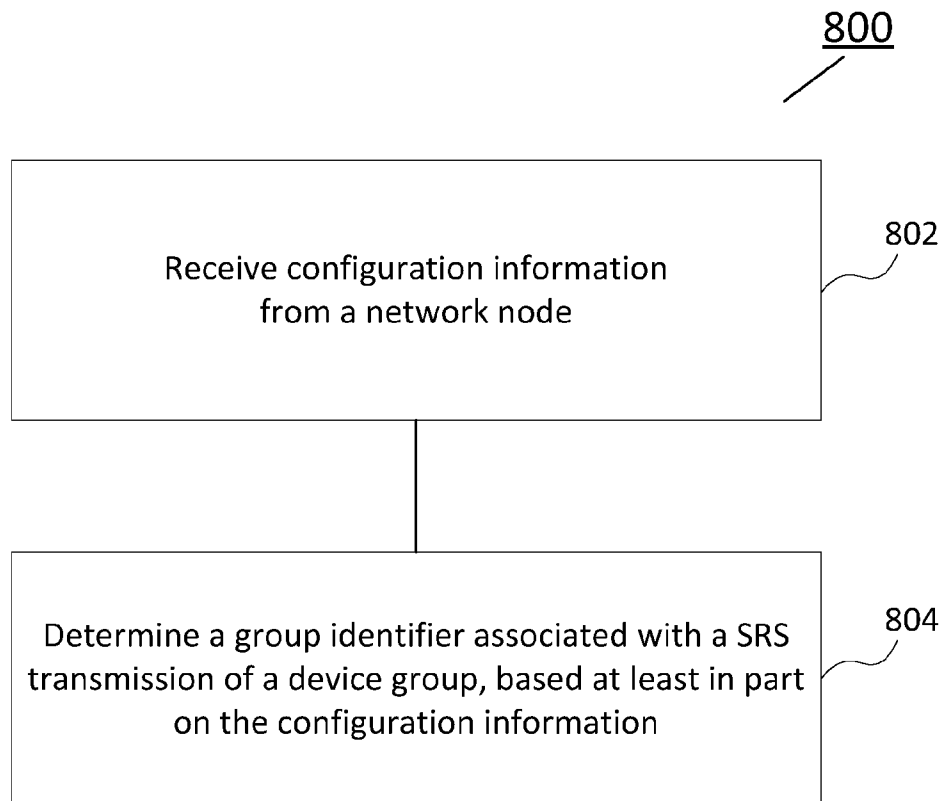 800
Receive configuration information
from a network node
802
Determine a group identifier associated with a SRS
transmission of a device group, based at least in part
on the configuration information
804